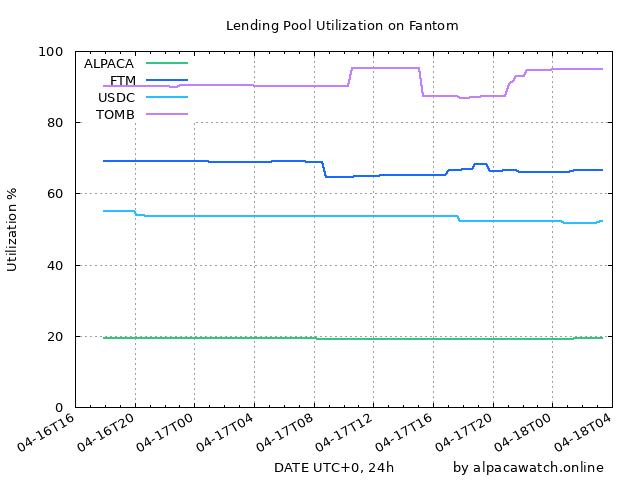 Lending Pool Utilization on Fantom
Utilization %
100
80
60
40
20
0
ALPACA
FTM
USDC
TOMB
04-16T16
04-16T20
04-17T00
04-17T04
04-17T08
04-17T12
04-17T16
04-17T20
04-18T00
04-18T04
DATE UTC+0, 24h
by alpacawatch.online